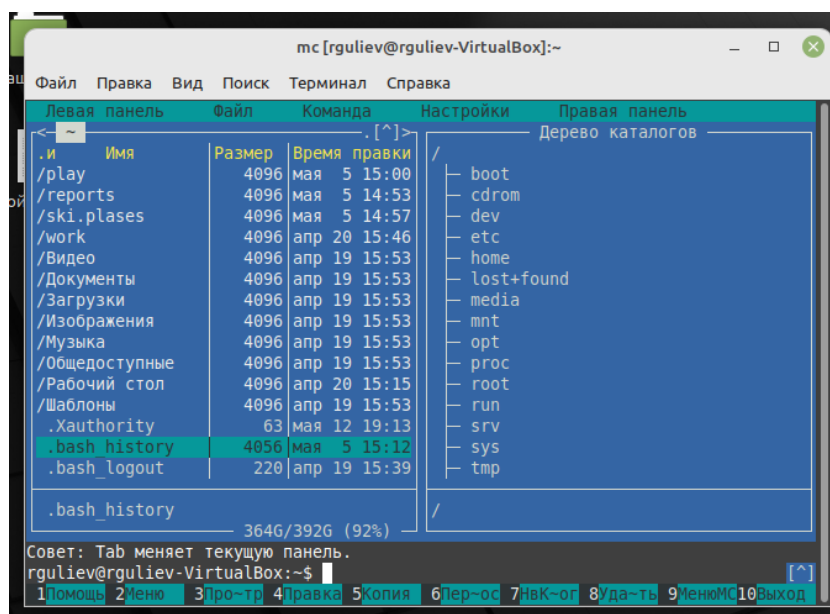 mc [rguliev@rguliev-VirtualBox]:~
Файл Правка Вид Поиск Терминал Справка
Левая панель Файл Команда Настройки Правая панель
<- ~ .[^]> Дерево каталогов
.и Имя Размер Время правки /
/play 4096 мая 5 15:00 boot
/reports 4096 мая 5 14:53 cdrom
/ski.plases 4096 мая 5 14:57 dev
/work 4096 апр 20 15:46 etc
/Видео 4096 апр 19 15:53 home
/Документы 4096 апр 19 15:53 lost+found
/Загрузки 4096 апр 19 15:53 media
/Изображения 4096 апр 19 15:53 mnt
/Музыка 4096 апр 19 15:53 opt
/Общедоступные 4096 апр 19 15:53 proc
/Рабочий стол 4096 апр 20 15:15 root
/Шаблоны 4096 апр 19 15:53 run
.Xauthority 63 мая 12 19:13 srv
.bash_history 4056 мая 5 15:12 sys
.bash_logout 220 апр 19 15:39 tmp
.bash_history /
364G/392G (92%)
Совет: Tab меняет текущую панель.
rguliev@rguliev-VirtualBox:~$ [^]
1Помощь 2Меню 3Про~тр 4Правка 5Копия 6Пер~ос 7НвК~ог 8Уда~ть 9МенюMC 10Выход